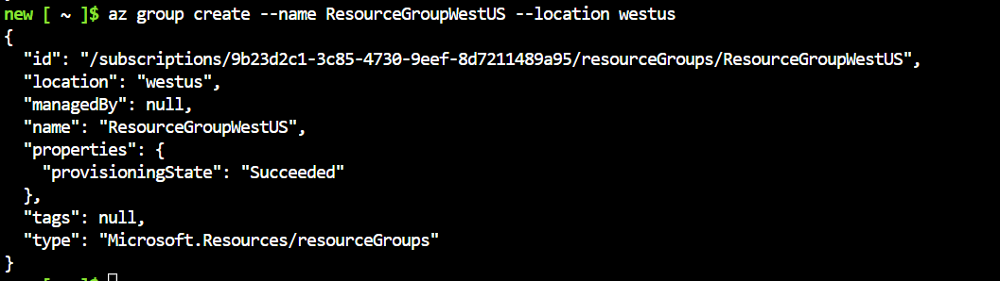 new [ ~ ]$ az group create --name ResourceGroupWestUS --location westus
{
  "id": "/subscriptions/9b23d2c1-3c85-4730-9eef-8d7211489a95/resourceGroups/ResourceGroupWestUS",
  "location": "westus",
  "managedBy": null,
  "name": "ResourceGroupWestUS",
  "properties": {
    "provisioningState": "Succeeded"
  },
  "tags": null,
  "type": "Microsoft.Resources/resourceGroups"
}
new [ ~ ]$